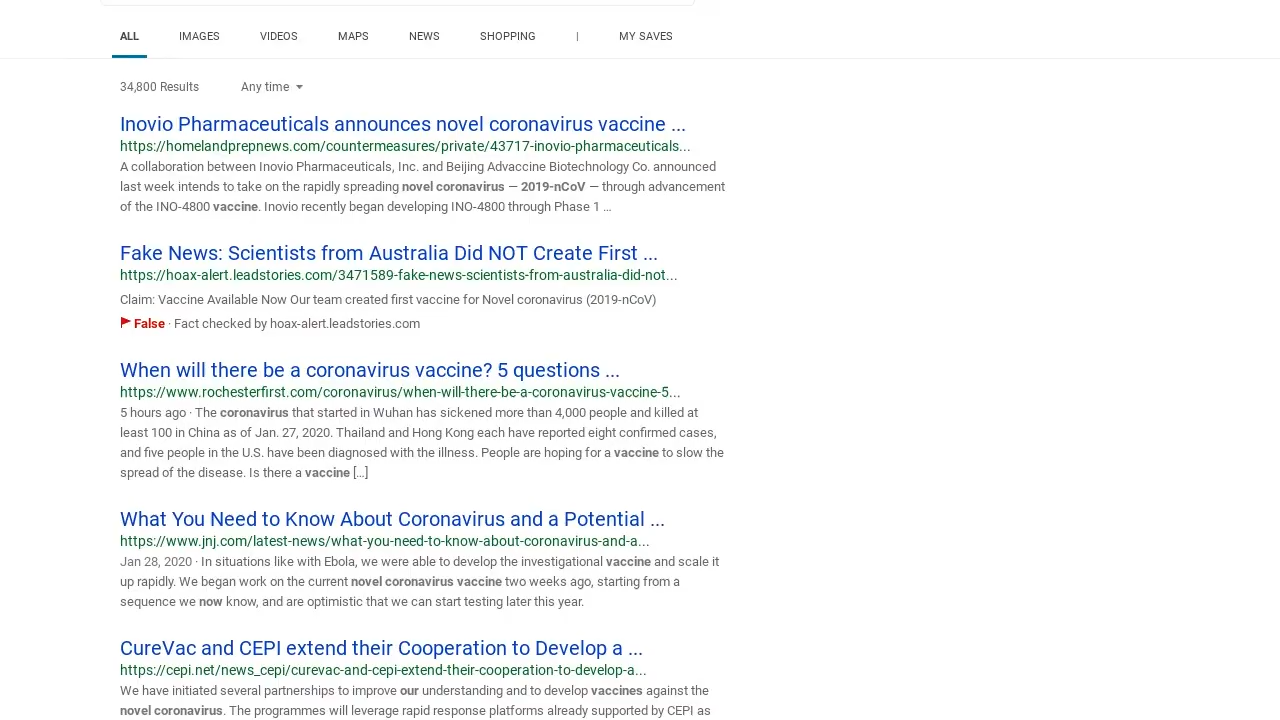 ALL IMAGES VIDEOS MAPS NEWS SHOPPING | MY SAVES
34,800 Results Any time
Inovio Pharmaceuticals announces novel coronavirus vaccine ...
https://homelandprepnews.com/countermeasures/private/43717-inovio-pharmaceuticals...
A collaboration between Inovio Pharmaceuticals, Inc. and Beijing Advaccine Biotechnology Co. announced
last week intends to take on the rapidly spreading novel coronavirus — 2019-nCoV — through advancement
of the INO-4800 vaccine. Inovio recently began developing INO-4800 through Phase 1 ...
Fake News: Scientists from Australia Did NOT Create First ...
https://hoax-alert.leadstories.com/3471589-fake-news-scientists-from-australia-did-not...
Claim: Vaccine Available Now Our team created first vaccine for Novel coronavirus (2019-nCoV)
False · Fact checked by hoax-alert.leadstories.com
When will there be a coronavirus vaccine? 5 questions ...
https://www.rochesterfirst.com/coronavirus/when-will-there-be-a-coronavirus-vaccine-5...
5 hours ago · The coronavirus that started in Wuhan has sickened more than 4,000 people and killed at
least 100 in China as of Jan. 27, 2020. Thailand and Hong Kong each have reported eight confirmed cases,
and five people in the U.S. have been diagnosed with the illness. People are hoping for a vaccine to slow the
spread of the disease. Is there a vaccine [...]
What You Need to Know About Coronavirus and a Potential ...
https://www.jnj.com/latest-news/what-you-need-to-know-about-coronavirus-and-a...
Jan 28, 2020 · In situations like with Ebola, we were able to develop the investigational vaccine and scale it
up rapidly. We began work on the current novel coronavirus vaccine two weeks ago, starting from a
sequence we now know, and are optimistic that we can start testing later this year.
CureVac and CEPI extend their Cooperation to Develop a ...
https://cepi.net/news_cepi/curevac-and-cepi-extend-their-cooperation-to-develop-a...
We have initiated several partnerships to improve our understanding and to develop vaccines against the
novel coronavirus. The programmes will leverage rapid response platforms already supported by CEPI as